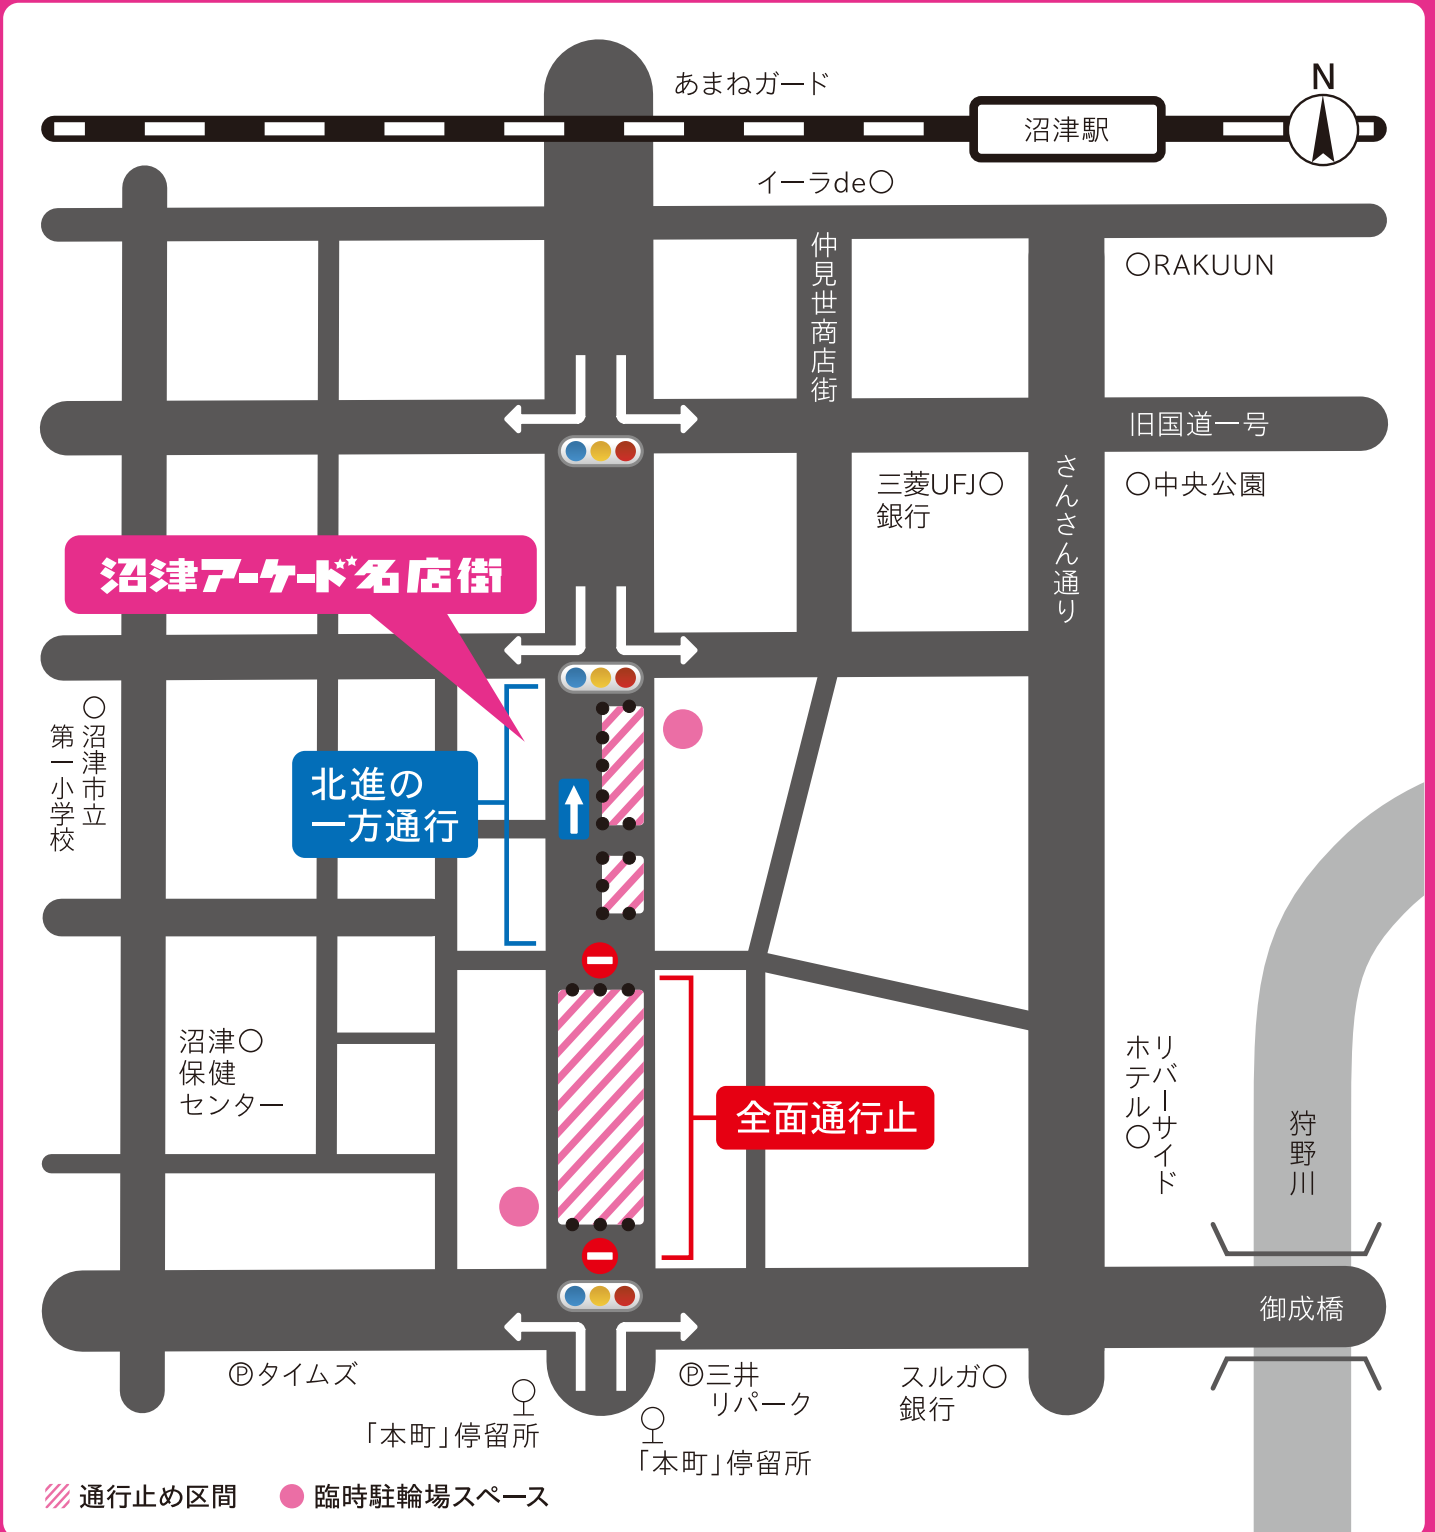 あまねガード
N
沼津駅
イーラde○
仲見世商店街
○RAKUUN
旧国道一号
さんさん通り
三菱UFJ○
銀行
○中央公園
沼津アーケード名店街
○沼津市立
第一小学校
北進の
一方通行
沼津○
保健
センター
全面通行止
リバーサイド
ホテル○
狩野川
御成橋
Ⓟタイムズ
「本町」停留所
Ⓟ三井
リパーク
「本町」停留所
スルガ○
銀行
通行止め区間
臨時駐輪場スペース